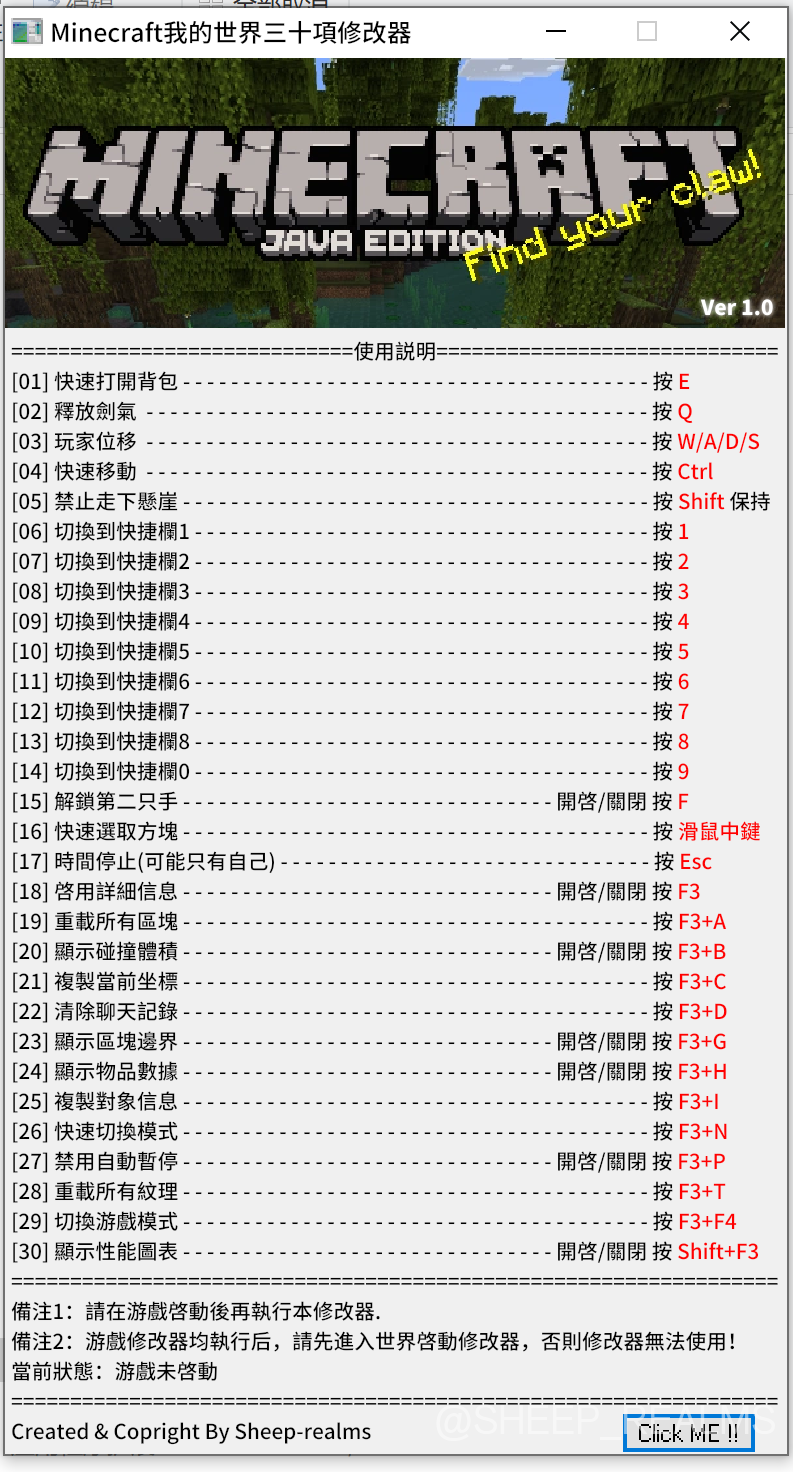 Minecraft我的世界三十項修改器
MINECRAFT
JAVA EDITION
Find your claw!
Ver 1.0
=============================使用説明=============================
[01] 快速打開背包 - - - - - - - - - - - - - - - - - - - - - - - - - - - - - - - - - - - - - - - 按 E
[02] 釋放劍氣 - - - - - - - - - - - - - - - - - - - - - - - - - - - - - - - - - - - - - - - - - - 按 Q
[03] 玩家位移 - - - - - - - - - - - - - - - - - - - - - - - - - - - - - - - - - - - - - - - - - - 按 W/A/D/S
[04] 快速移動 - - - - - - - - - - - - - - - - - - - - - - - - - - - - - - - - - - - - - - - - - - 按 Ctrl
[05] 禁止走下懸崖 - - - - - - - - - - - - - - - - - - - - - - - - - - - - - - - - - - - - - - - 按 Shift 保持
[06] 切換到快捷欄1 - - - - - - - - - - - - - - - - - - - - - - - - - - - - - - - - - - - - - - 按 1
[07] 切換到快捷欄2 - - - - - - - - - - - - - - - - - - - - - - - - - - - - - - - - - - - - - - 按 2
[08] 切換到快捷欄3 - - - - - - - - - - - - - - - - - - - - - - - - - - - - - - - - - - - - - - 按 3
[09] 切換到快捷欄4 - - - - - - - - - - - - - - - - - - - - - - - - - - - - - - - - - - - - - - 按 4
[10] 切換到快捷欄5 - - - - - - - - - - - - - - - - - - - - - - - - - - - - - - - - - - - - - - 按 5
[11] 切換到快捷欄6 - - - - - - - - - - - - - - - - - - - - - - - - - - - - - - - - - - - - - - 按 6
[12] 切換到快捷欄7 - - - - - - - - - - - - - - - - - - - - - - - - - - - - - - - - - - - - - - 按 7
[13] 切換到快捷欄8 - - - - - - - - - - - - - - - - - - - - - - - - - - - - - - - - - - - - - - 按 8
[14] 切換到快捷欄0 - - - - - - - - - - - - - - - - - - - - - - - - - - - - - - - - - - - - - - 按 9
[15] 解鎖第二只手 - - - - - - - - - - - - - - - - - - - - - - - - - - - - - - - 開啓/關閉 按 F
[16] 快速選取方塊 - - - - - - - - - - - - - - - - - - - - - - - - - - - - - - - - - - - - - - - 按 滑鼠中鍵
[17] 時間停止(可能只有自己) - - - - - - - - - - - - - - - - - - - - - - - - - - - - - - - 按 Esc
[18] 啓用詳細信息 - - - - - - - - - - - - - - - - - - - - - - - - - - - - - - - 開啓/關閉 按 F3
[19] 重載所有區塊 - - - - - - - - - - - - - - - - - - - - - - - - - - - - - - - - - - - - - - - 按 F3+A
[20] 顯示碰撞體積 - - - - - - - - - - - - - - - - - - - - - - - - - - - - - - - 開啓/關閉 按 F3+B
[21] 複製當前坐標 - - - - - - - - - - - - - - - - - - - - - - - - - - - - - - - - - - - - - - - 按 F3+C
[22] 清除聊天記錄 - - - - - - - - - - - - - - - - - - - - - - - - - - - - - - - - - - - - - - - 按 F3+D
[23] 顯示區塊邊界 - - - - - - - - - - - - - - - - - - - - - - - - - - - - - - - 開啓/關閉 按 F3+G
[24] 顯示物品數據 - - - - - - - - - - - - - - - - - - - - - - - - - - - - - - - 開啓/關閉 按 F3+H
[25] 複製對象信息 - - - - - - - - - - - - - - - - - - - - - - - - - - - - - - - - - - - - - - - 按 F3+I
[26] 快速切換模式 - - - - - - - - - - - - - - - - - - - - - - - - - - - - - - - - - - - - - - - 按 F3+N
[27] 禁用自動暫停 - - - - - - - - - - - - - - - - - - - - - - - - - - - - - - - 開啓/關閉 按 F3+P
[28] 重載所有紋理 - - - - - - - - - - - - - - - - - - - - - - - - - - - - - - - - - - - - - - - 按 F3+T
[29] 切換游戲模式 - - - - - - - - - - - - - - - - - - - - - - - - - - - - - - - - - - - - - - - 按 F3+F4
[30] 顯示性能圖表 - - - - - - - - - - - - - - - - - - - - - - - - - - - - - - - 開啓/關閉 按 Shift+F3
=================================================================
備注1：請在游戲啓動後再執行本修改器.
備注2：游戲修改器均執行后，請先進入世界啓動修改器，否則修改器無法使用！
當前狀態：游戲未啓動
=================================================================
Created & Copright By Sheep-realms
@SHEEP_REALMS
Click ME !!